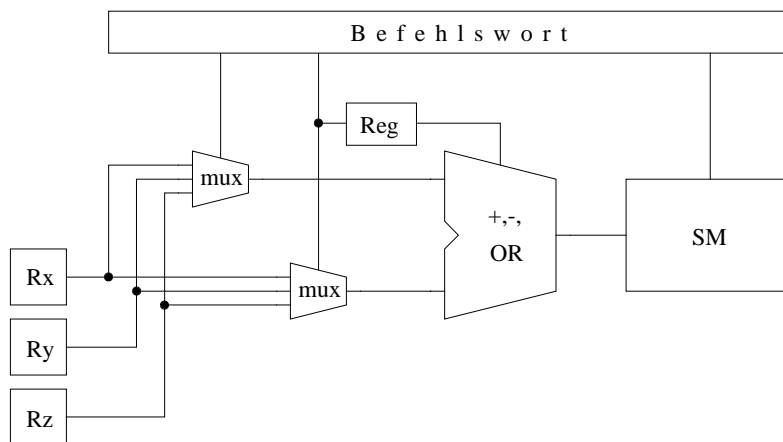 B e f e h l s w o r t
Reg
mux
+,-,
OR
SM
Rx
mux
Ry
Rz